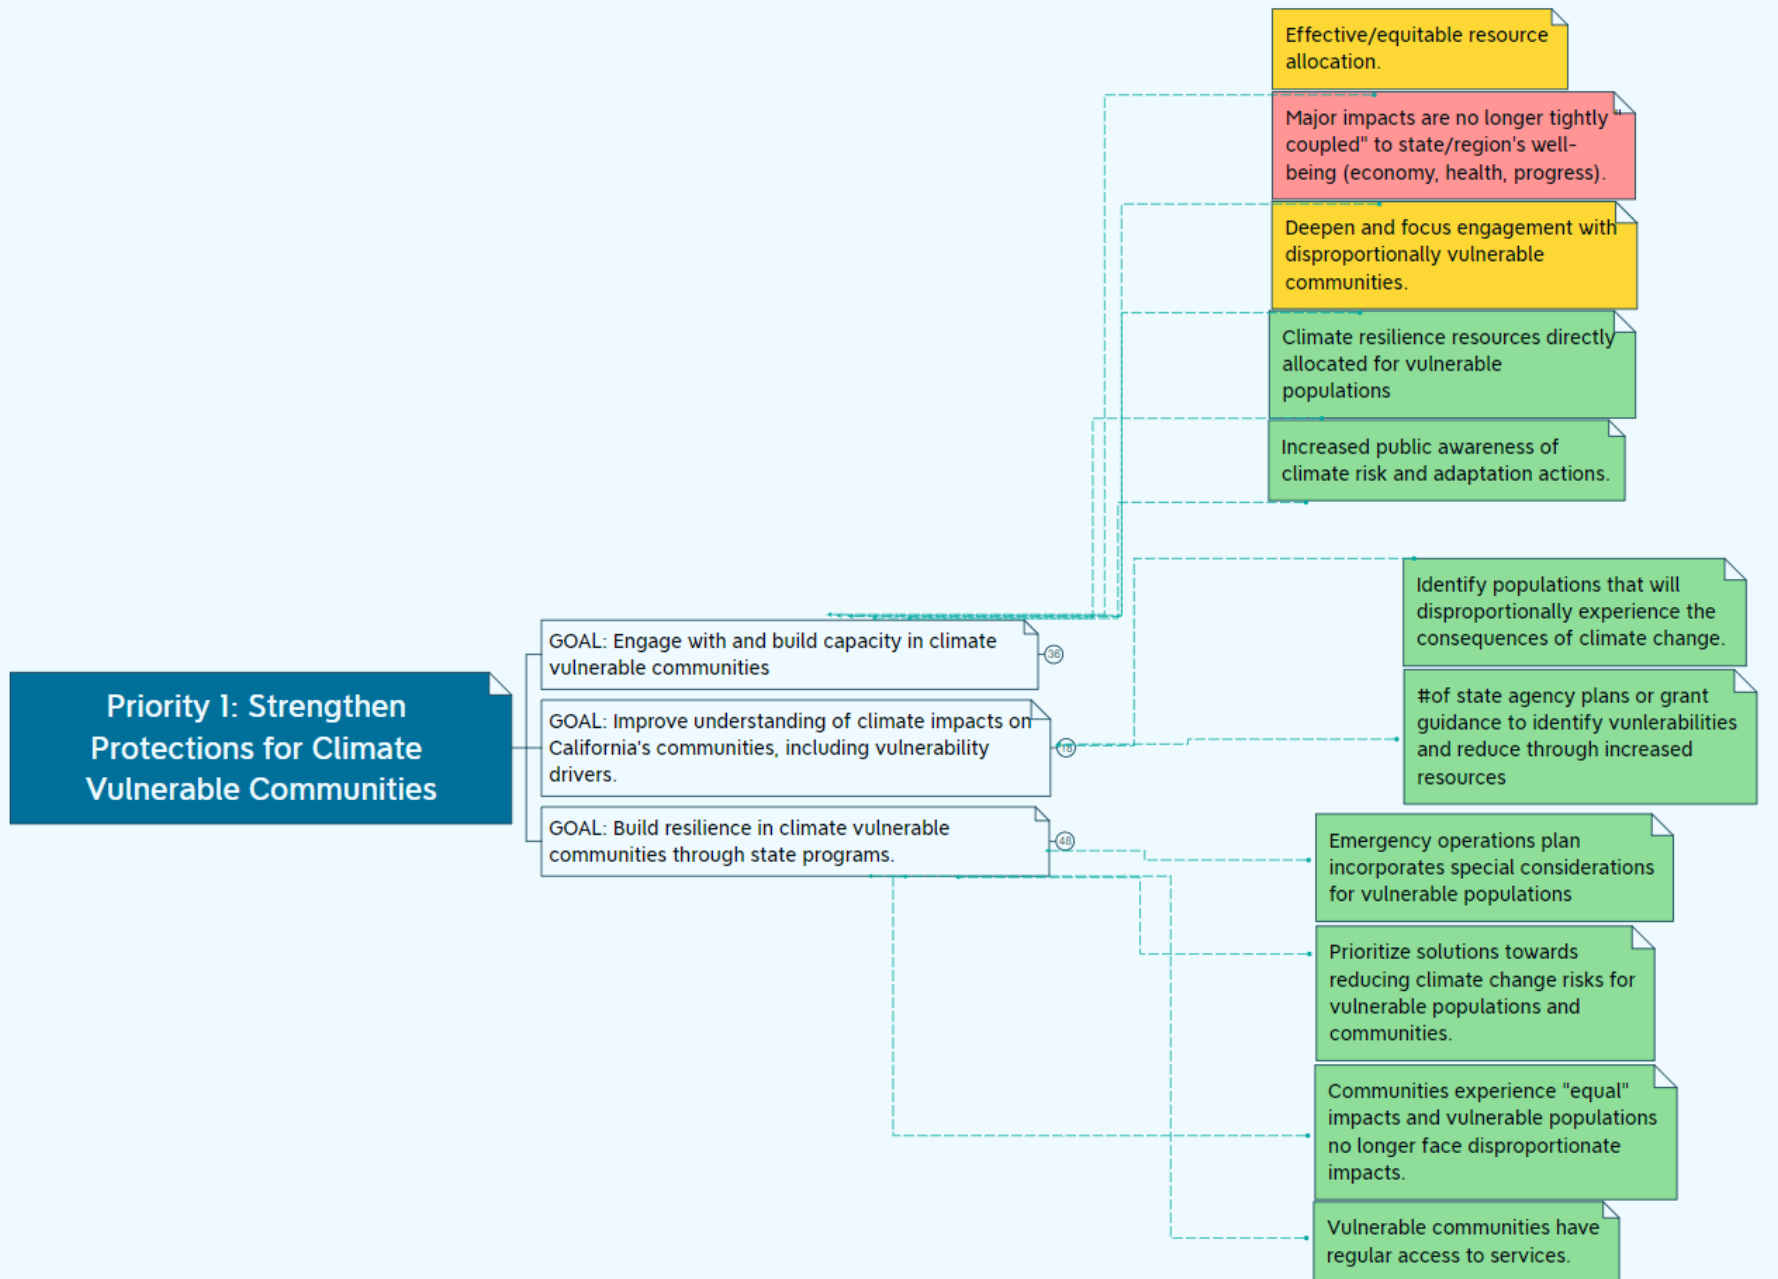 Effective/equitable resource
allocation.
Major impacts are no longer tightly "
coupled" to state/region's well-
being (economy, health, progress).
Deepen and focus engagement with
disproportionally vulnerable
communities.
Climate resilience resources directly
allocated for vulnerable
populations
Increased public awareness of
climate risk and adaptation actions.
Identify populations that will
disproportionally experience the
consequences of climate change.
#of state agency plans or grant
guidance to identify vunlerabilities
and reduce through increased
resources
Emergency operations plan
incorporates special considerations
for vulnerable populations
Prioritize solutions towards
reducing climate change risks for
vulnerable populations and
communities.
Communities experience "equal"
impacts and vulnerable populations
no longer face disproportionate
impacts.
Vulnerable communities have
regular access to services.
GOAL: Engage with and build capacity in climate
vulnerable communities
36
GOAL: Improve understanding of climate impacts on
California's communities, including vulnerability
drivers.
18
GOAL: Build resilience in climate vulnerable
communities through state programs.
48
Priority 1: Strengthen
Protections for Climate
Vulnerable Communities